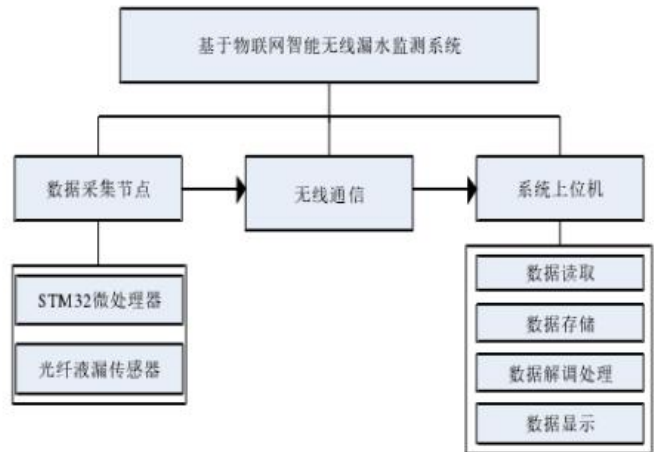 基于物联网智能无线漏水监测系统
数据采集节点
无线通信
系统上位机
STM32微处理器
光纤液漏传感器
数据读取
数据存储
数据解调处理
数据显示